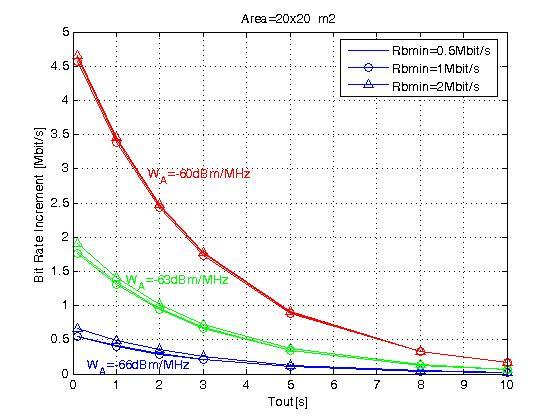 Area=20x20 m2
5
4.5
4
3.5
3
2.5
2
1.5
1
0.5
0
Bit Rate Increment [Mbit/s]
Rbmin=0.5Mbit/s
Rbmin=1Mbit/s
Rbmin=2Mbit/s
W_A=-60dBm/MHz
W_A=-63dBm/MHz
W_A=-66dBm/MHz
0 1 2 3 4 5 6 7 8 9 10
Tout[s]